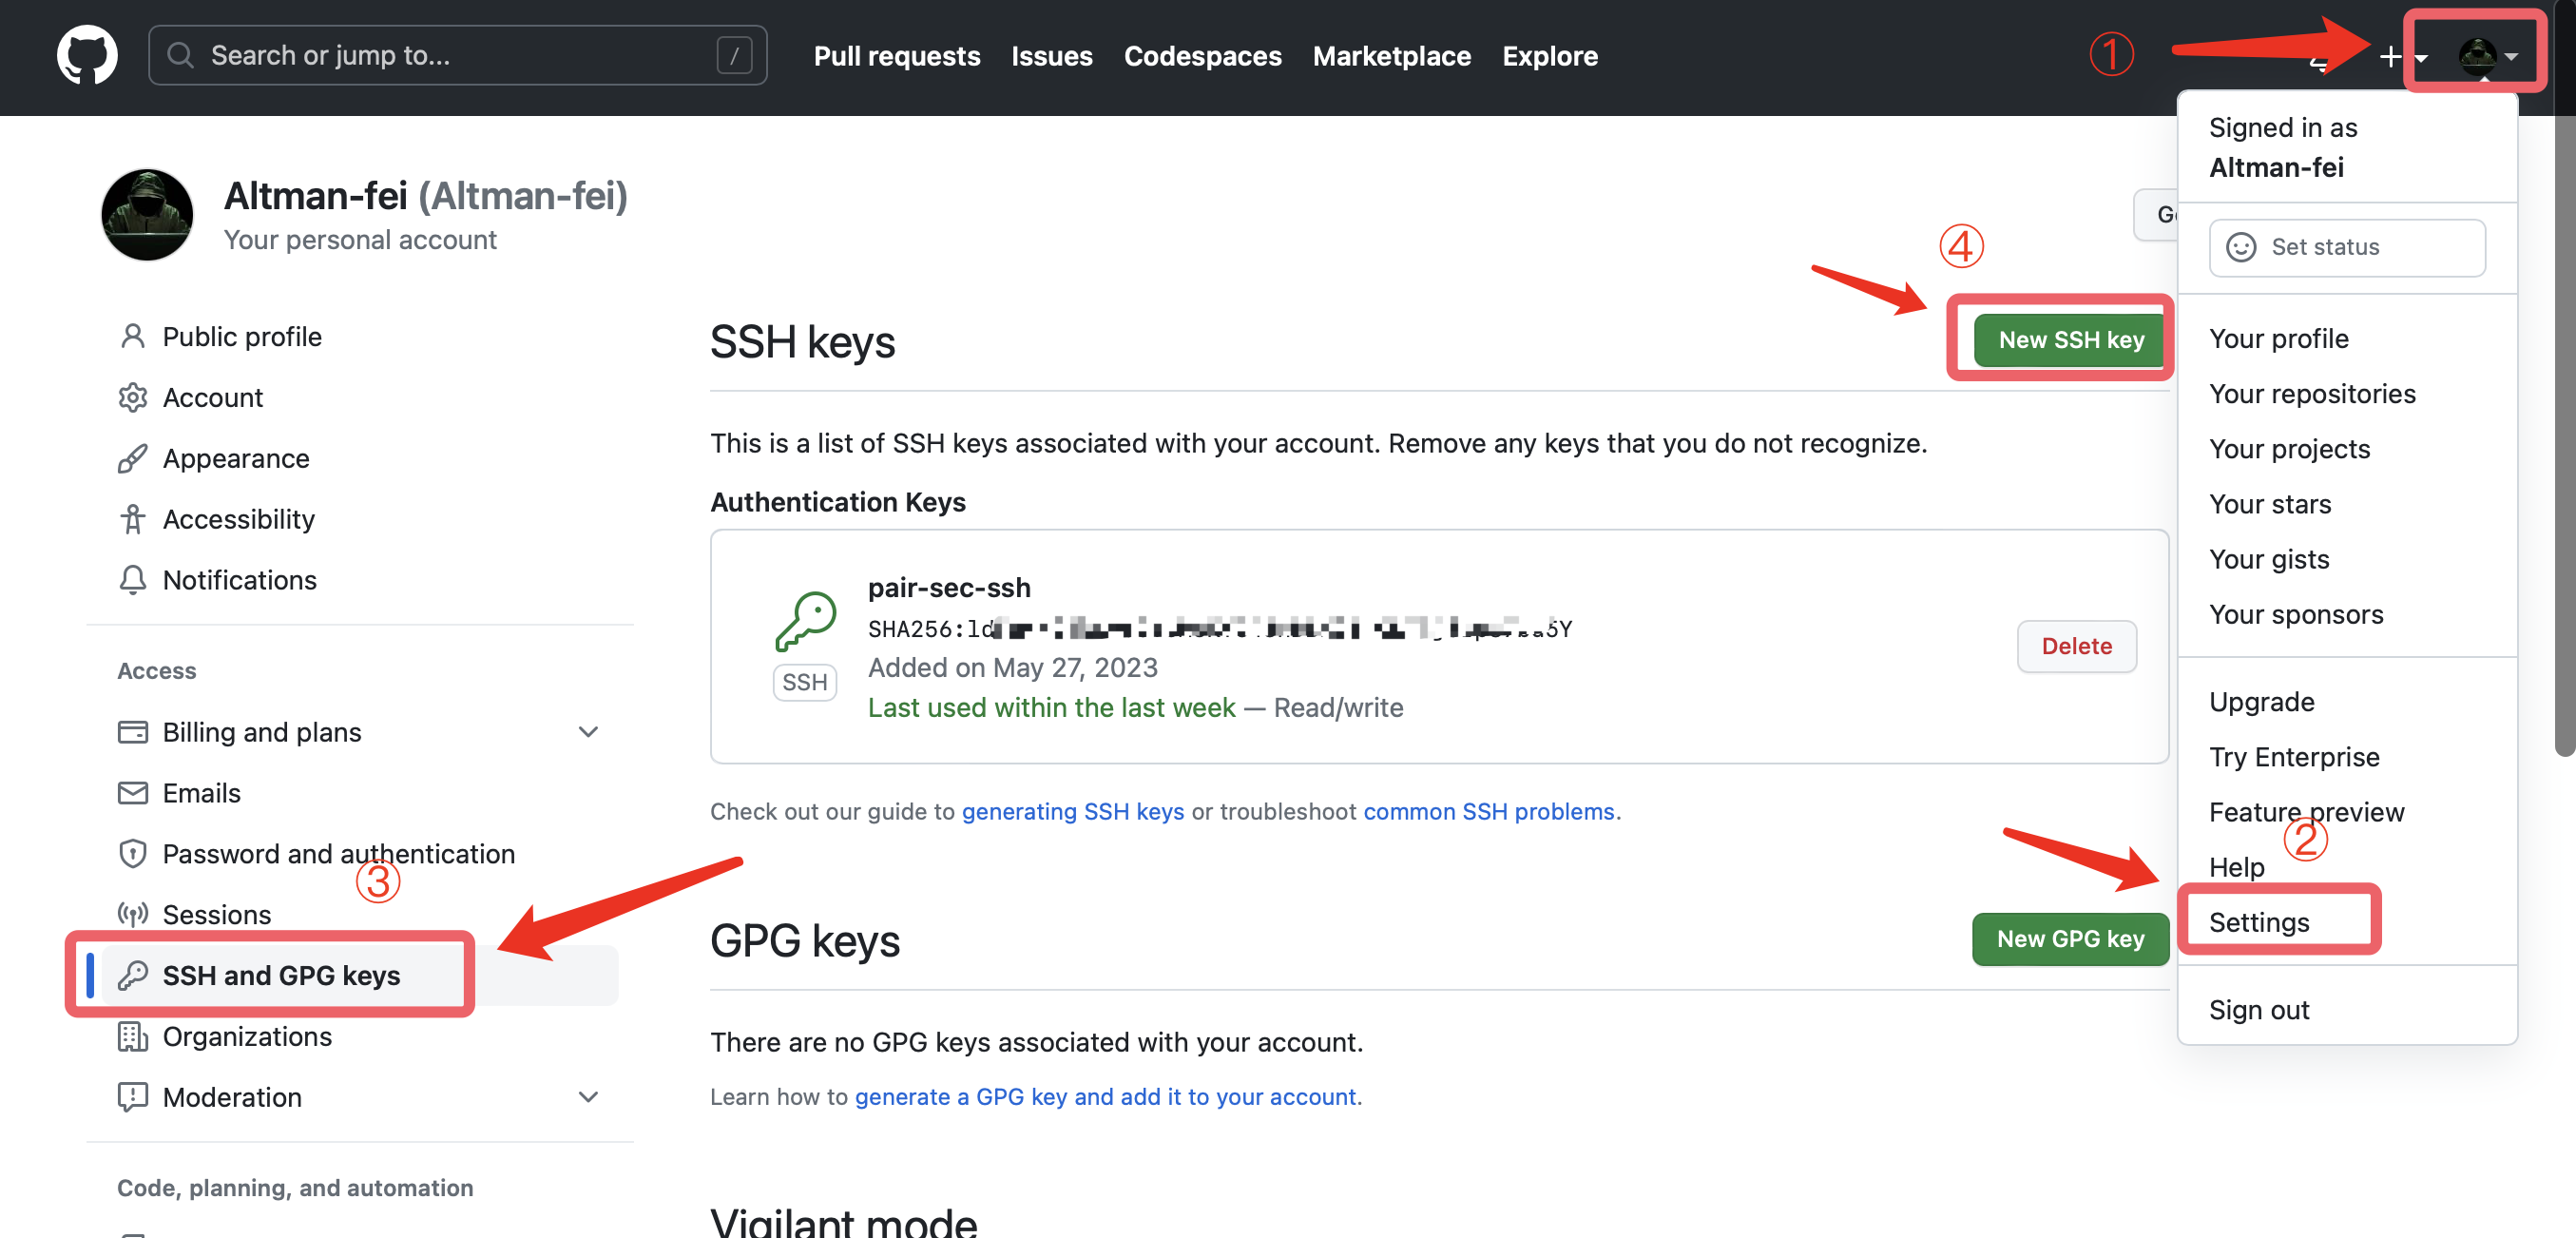 Search or jump to... /
Pull requests Issues Codespaces Marketplace Explore
①
Signed in as
Altman-fei
Set status
Your profile
Your repositories
Your projects
Your stars
Your gists
Your sponsors
Upgrade
Try Enterprise
Feature preview
②
Help
Settings
Sign out
Altman-fei (Altman-fei)
Your personal account
Public profile
Account
Appearance
Accessibility
Notifications
Access
Billing and plans
Emails
Password and authentication
③
Sessions
SSH and GPG keys
Organizations
Moderation
Code, planning, and automation
④
SSH keys
New SSH key
This is a list of SSH keys associated with your account. Remove any keys that you do not recognize.
Authentication Keys
pair-sec-ssh
SHA256:
SSH
Added on May 27, 2023
Last used within the last week — Read/write
Delete
Check out our guide to generating SSH keys or troubleshoot common SSH problems.
GPG keys
New GPG key
There are no GPG keys associated with your account.
Learn how to generate a GPG key and add it to your account.
Vigilant mode